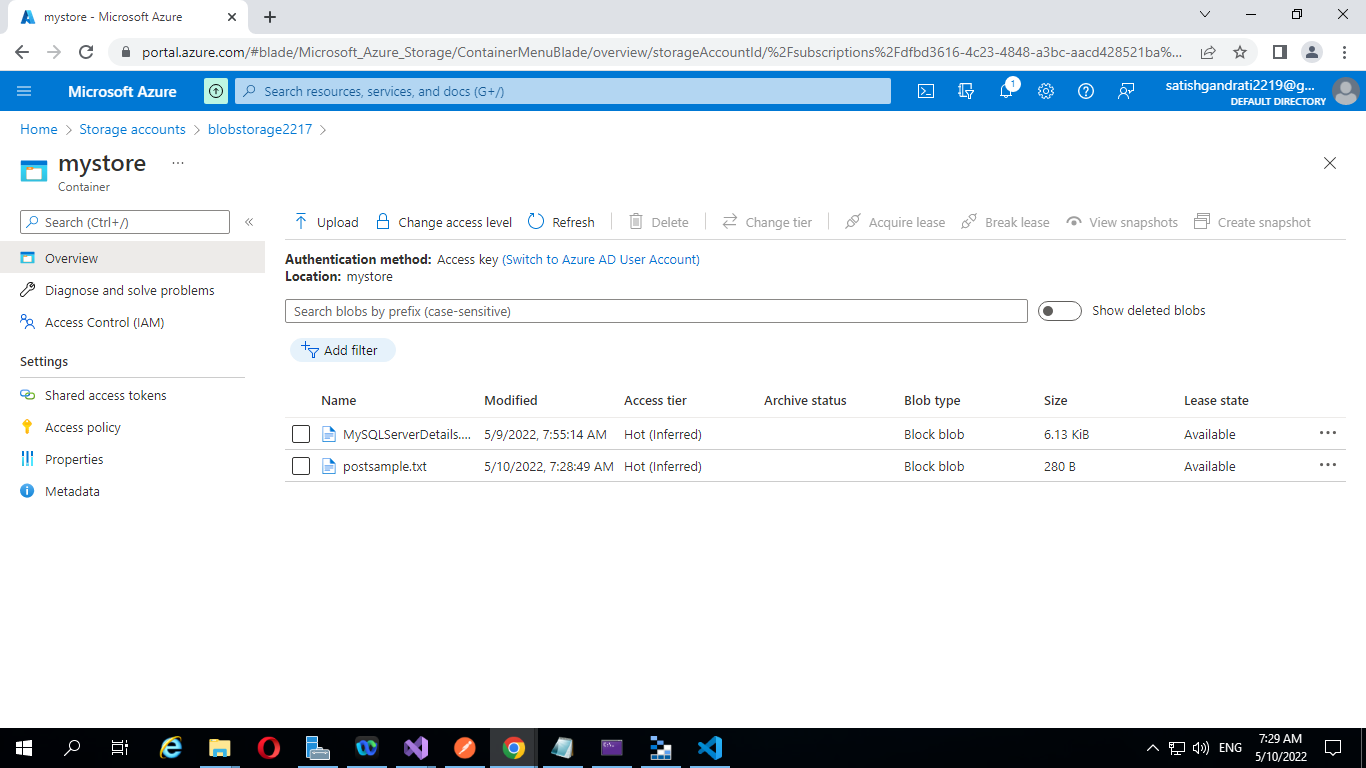 mystore - Microsoft Azure
portal.azure.com/#blade/Microsoft_Azure_Storage/ContainerMenuBlade/overview/storageAccountId/%2Fsubscriptions%2Fdfbd3616-4c23-4848-a3bc-aacd428521ba%...
Microsoft Azure
Search resources, services, and docs (G+/)
1
satishgandrati2219@g...
DEFAULT DIRECTORY
Home > Storage accounts > blobstorage2217 >
mystore ...
Container
Search (Ctrl+/) «
Upload Change access level Refresh Delete Change tier Acquire lease Break lease View snapshots Create snapshot
Overview
Diagnose and solve problems
Access Control (IAM)
Settings
Shared access tokens
Access policy
Properties
Metadata
Authentication method: Access key (Switch to Azure AD User Account)
Location: mystore
Search blobs by prefix (case-sensitive) Show deleted blobs
Add filter
Name Modified Access tier Archive status Blob type Size Lease state
MySQLServerDetails.... 5/9/2022, 7:55:14 AM Hot (Inferred) Block blob 6.13 KiB Available ...
postsample.txt 5/10/2022, 7:28:49 AM Hot (Inferred) Block blob 280 B Available ...
ENG
7:29 AM
5/10/2022